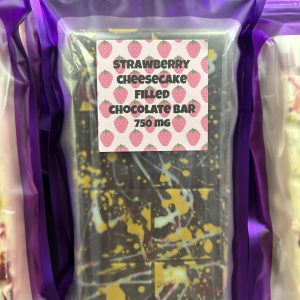 STRAWBERRY
CHEESECAKE
FILLED
CHOCOLATE BAR
750 mg